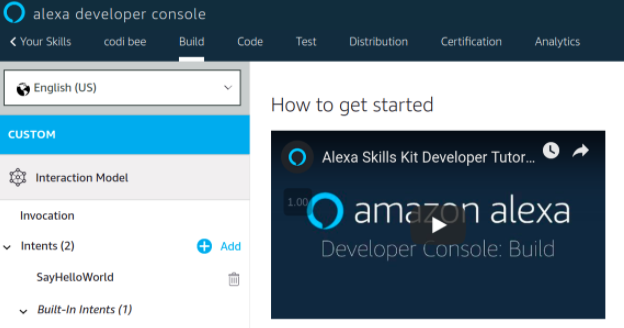 alexa developer console
Your Skills codi bee Build Code Test Distribution Certification Analytics
English (US)
CUSTOM
Interaction Model
Invocation
Intents (2) Add
SayHelloWorld
Built-In Intents (1)
How to get started
Alexa Skills Kit Developer Tutor...
1.00
amazon alexa
Developer Console: Build